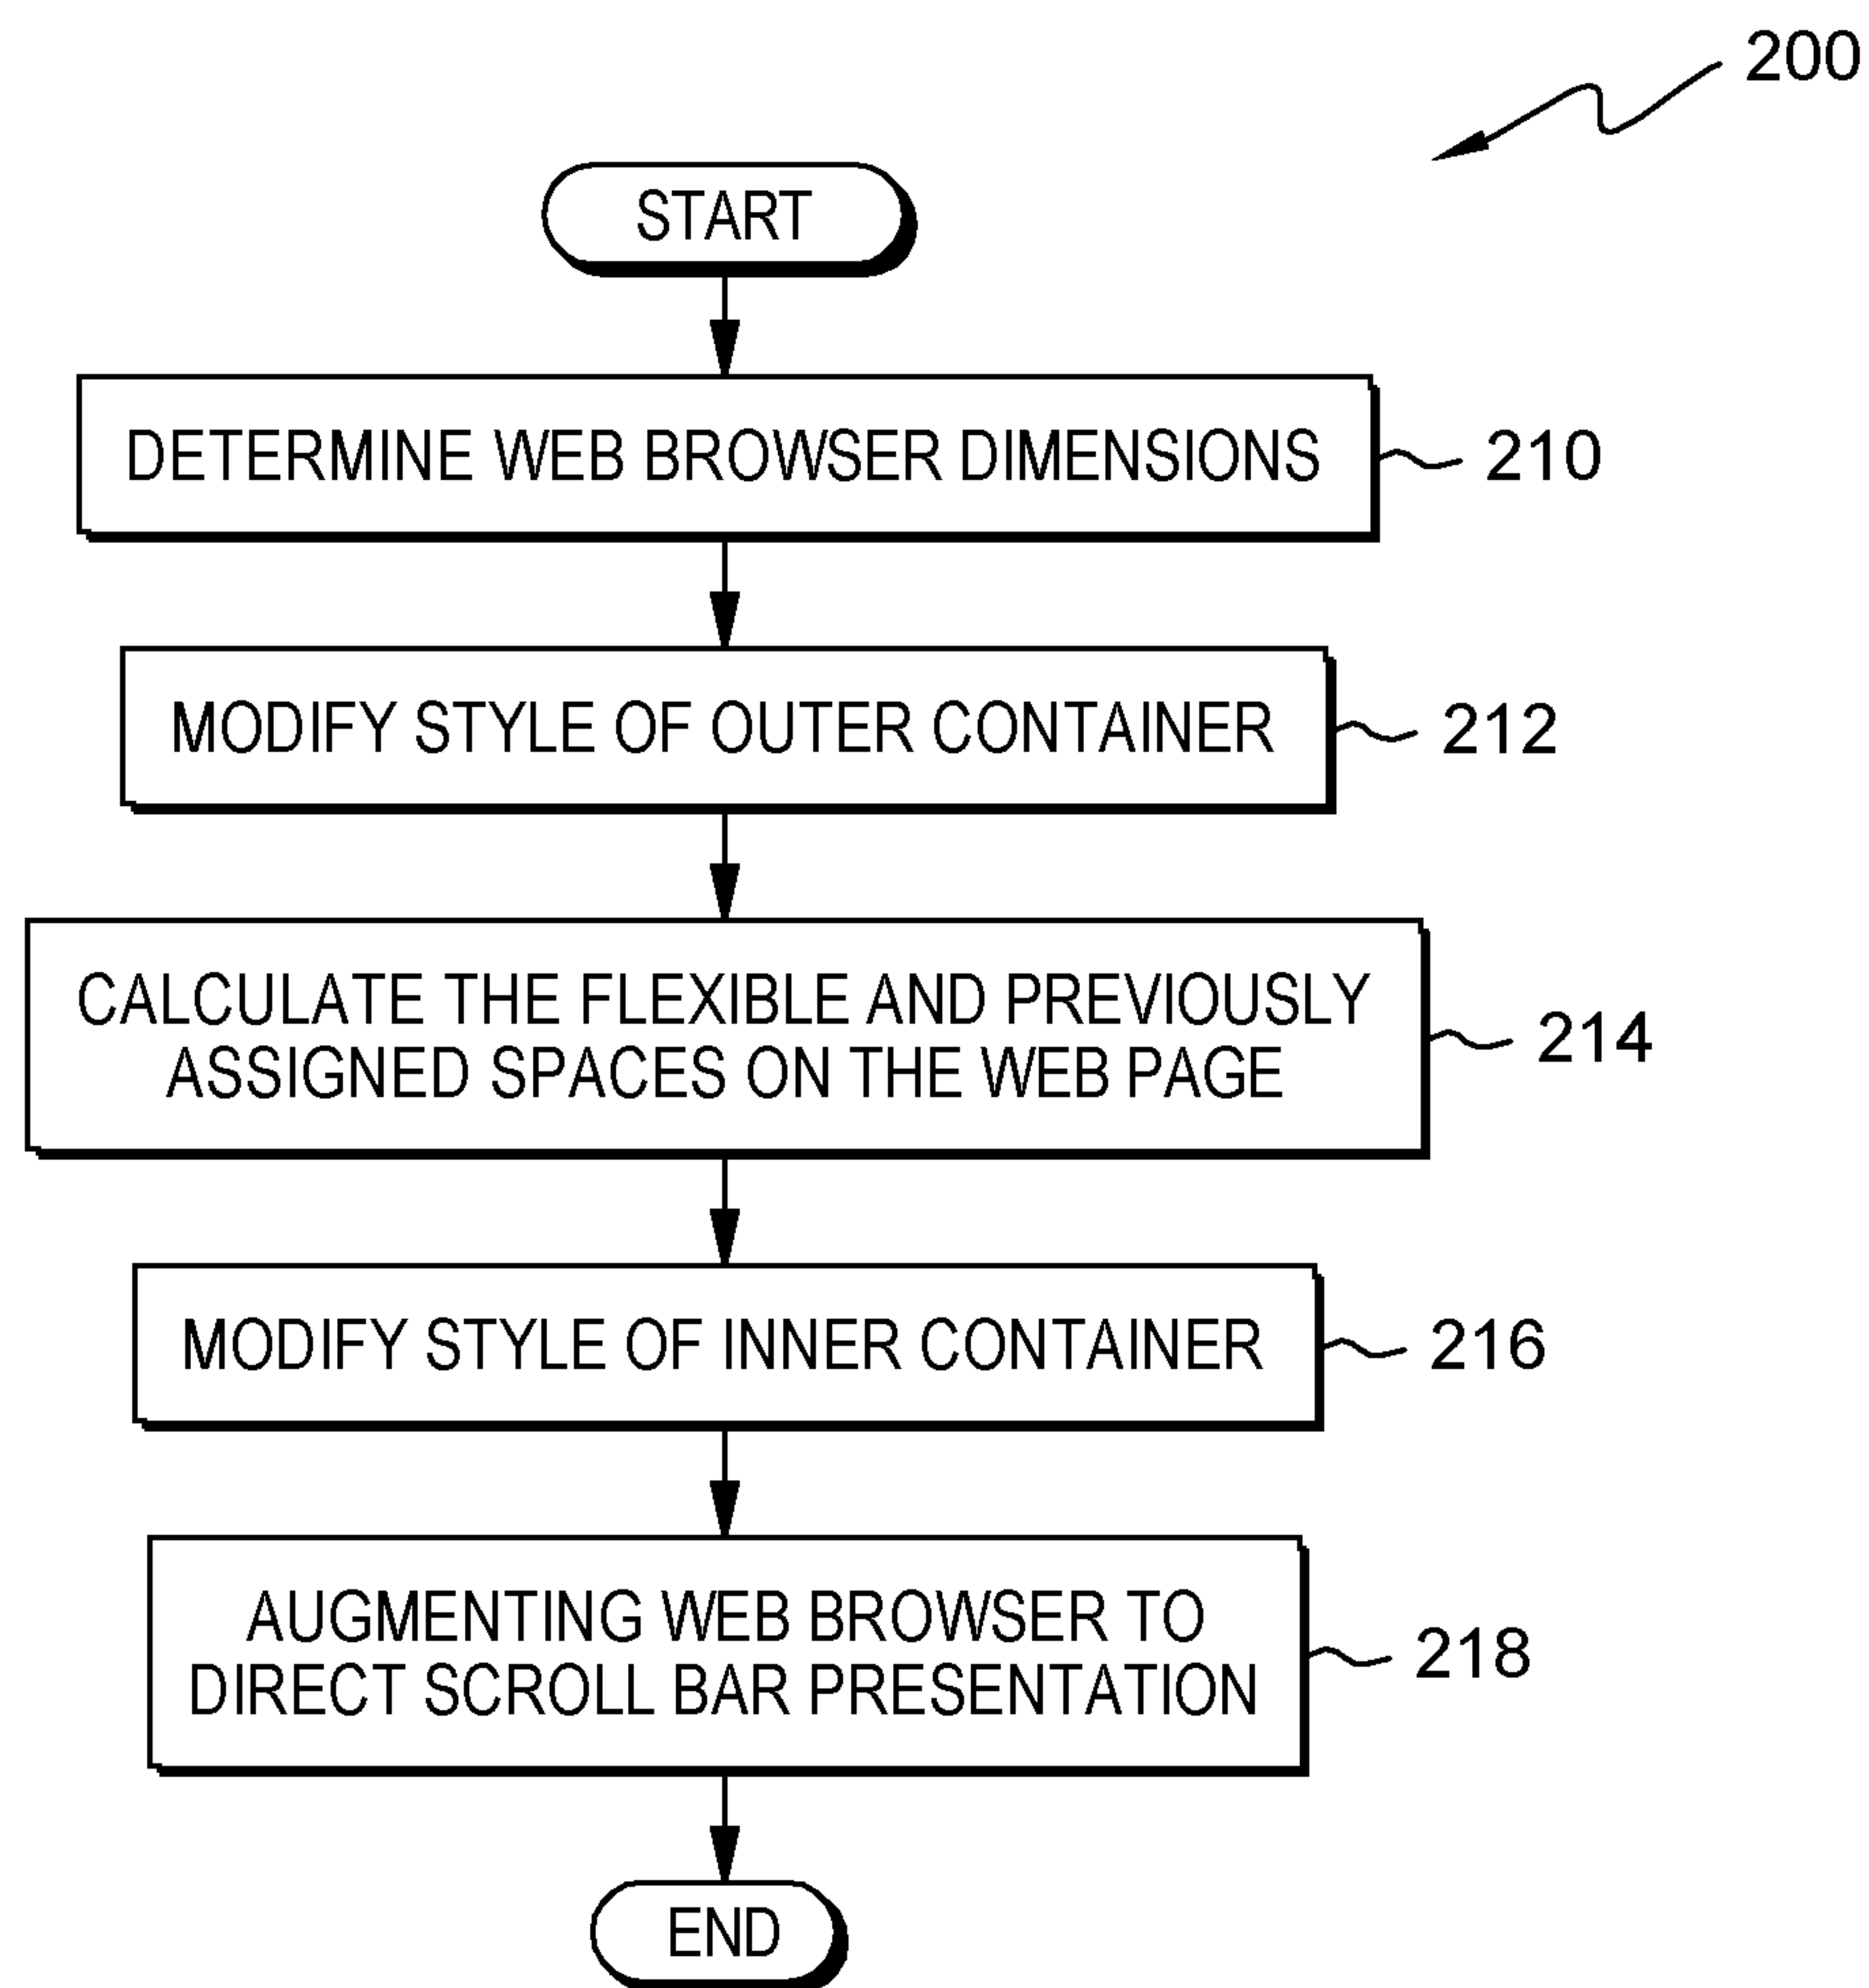 200
START
DETERMINE WEB BROWSER DIMENSIONS
210
MODIFY STYLE OF OUTER CONTAINER
212
CALCULATE THE FLEXIBLE AND PREVIOUSLY
ASSIGNED SPACES ON THE WEB PAGE
214
MODIFY STYLE OF INNER CONTAINER
216
AUGMENTING WEB BROWSER TO
DIRECT SCROLL BAR PRESENTATION
218
END